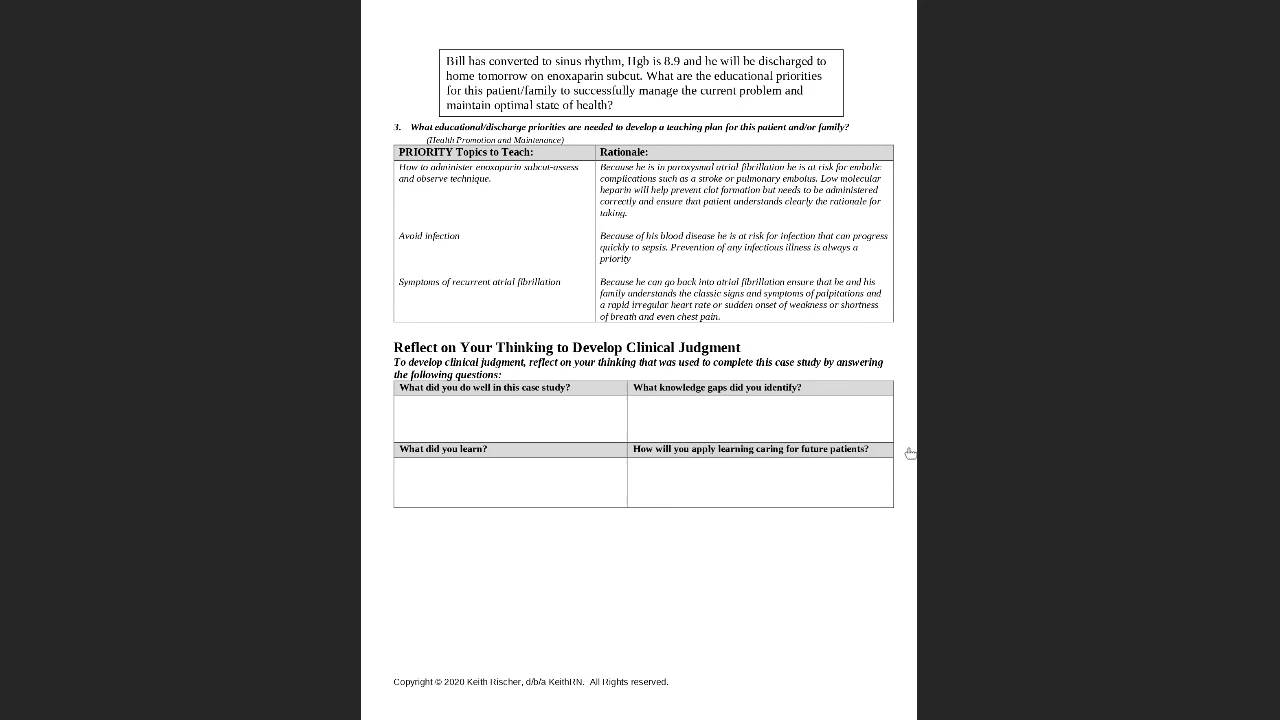 Bill has converted to sinus rhythm, Hgb is 8.9 and he will be discharged to
home tomorrow on enoxaparin subcut. What are the educational priorities
for this patient/family to successfully manage the current problem and
maintain optimal state of health?
3. What educational/discharge priorities are needed to develop a teaching plan for this patient and/or family?
(Health Promotion and Maintenance)
PRIORITY Topics to Teach:
Rationale:
How to administer enoxaparin subcut-assess
and observe technique.
Because he is in paroxysmal atrial fibrillation he is at risk for embolic
complications such as a stroke or pulmonary embolus. Low molecular
heparin will help prevent clot formation but needs to be administered
correctly and ensure that patient understands clearly the rationale for
taking.
Avoid infection
Because of his blood disease he is at risk for infection that can progress
quickly to sepsis. Prevention of any infectious illness is always a
priority
Symptoms of recurrent atrial fibrillation
Because he can go back into atrial fibrillation ensure that he and his
family understands the classic signs and symptoms of palpitations and
a rapid irregular heart rate or sudden onset of weakness or shortness
of breath and even chest pain.
Reflect on Your Thinking to Develop Clinical Judgment
To develop clinical judgment, reflect on your thinking that was used to complete this case study by answering
the following questions:
What did you do well in this case study?
What knowledge gaps did you identify?
What did you learn?
How will you apply learning caring for future patients?
Copyright © 2020 Keith Rischer, d/b/a KeithRN. All Rights reserved.